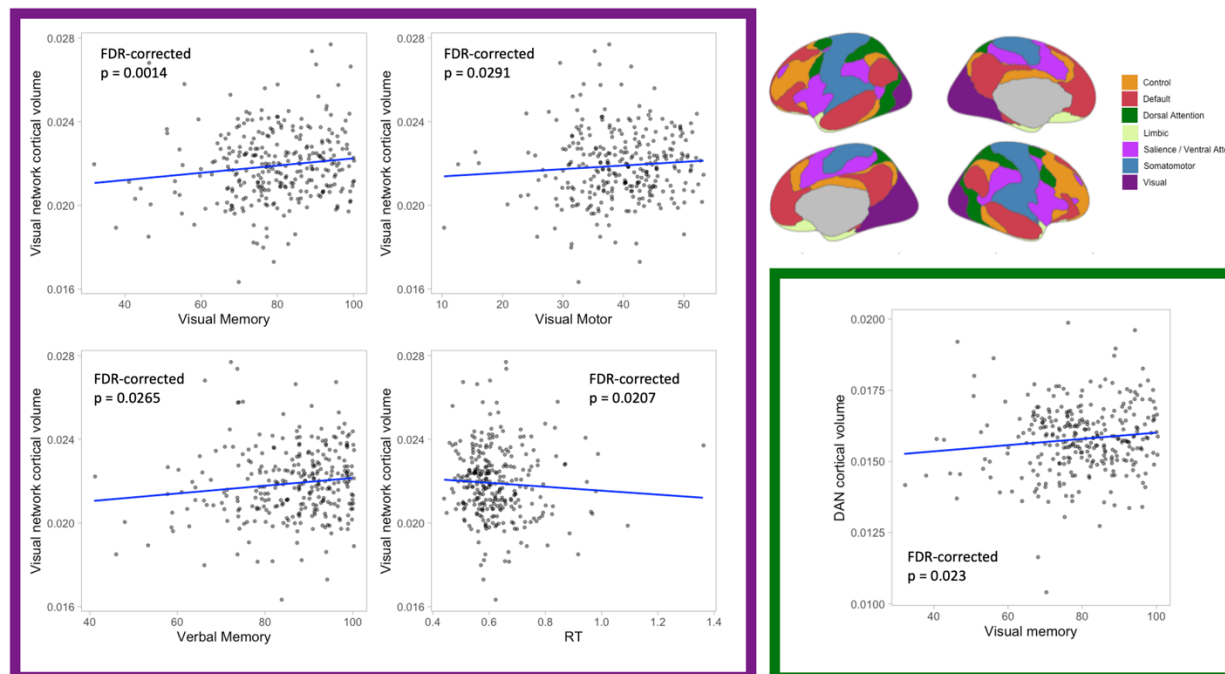 FDR-corrected
p = 0.0014
0.028
0.024
0.020
0.016
Visual network cortical volume
40
60
80
100
Visual Memory
FDR-corrected
p = 0.0291
0.028
0.024
0.020
0.016
Visual network cortical volume
10
20
30
40
50
Visual Motor
FDR-corrected
p = 0.0265
0.028
0.024
0.020
0.016
Visual network cortical volume
40
60
80
100
Verbal Memory
FDR-corrected
p = 0.0207
0.028
0.024
0.020
0.016
Visual network cortical volume
0.4
0.6
0.8
1.0
1.2
1.4
RT
Control
Default
Dorsal Attention
Limbic
Salience / Ventral Atte
Somatomotor
Visual
0.0200
0.0175
0.0150
0.0125
0.0100
DAN cortical volume
FDR-corrected
p = 0.023
40
60
80
100
Visual memory